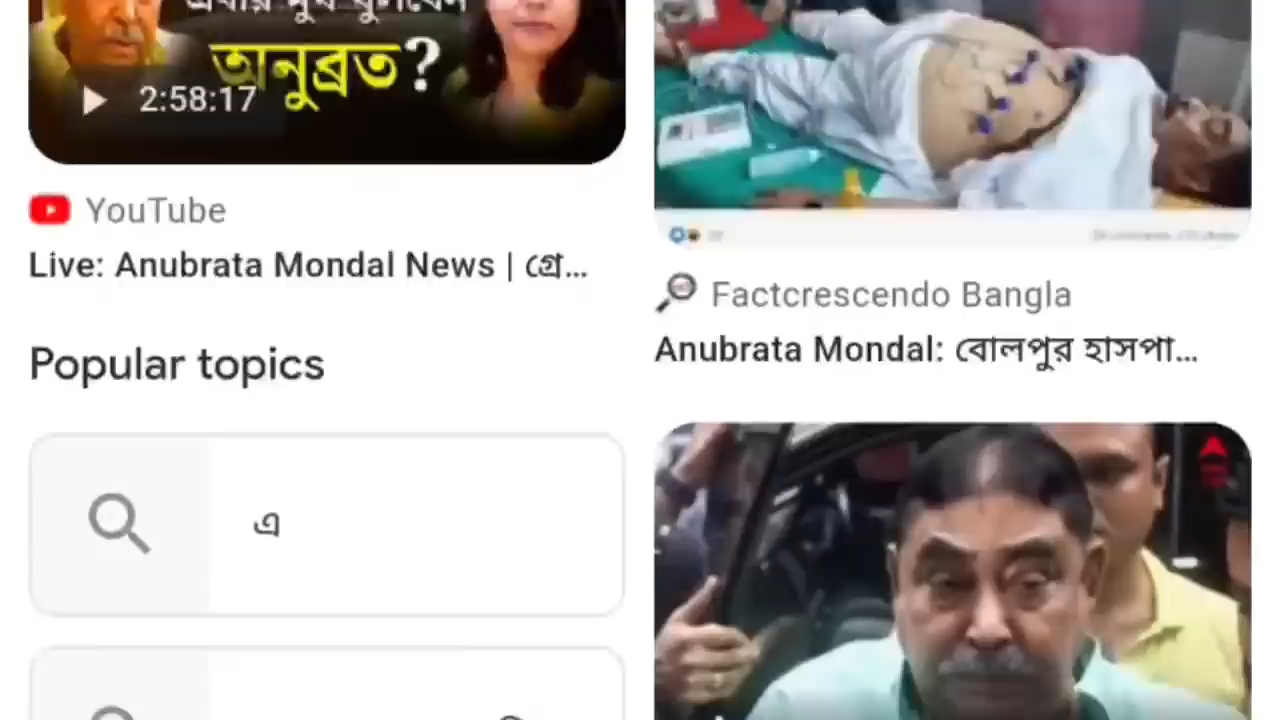 অনুব্রত?
2:58:17
YouTube
Live: Anubrata Mondal News | গ্রে...
Popular topics
এ
Factcrescendo Bangla
Anubrata Mondal: বোলপুর হাসপা...